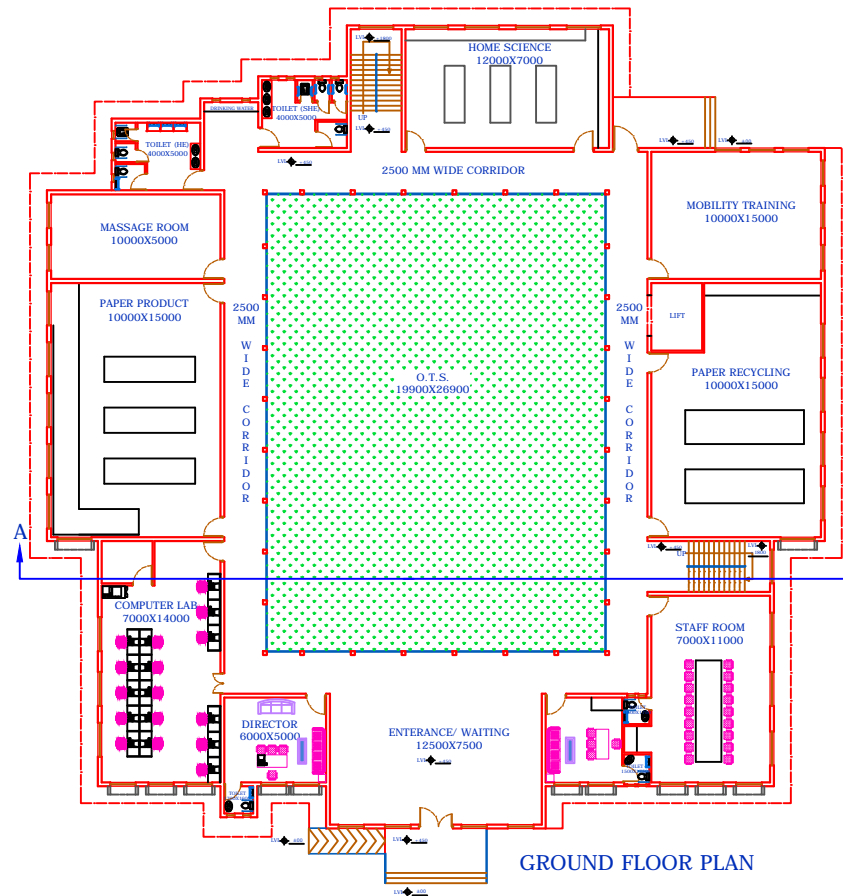 HOME SCIENCE
12000X7000
DRINKING WATER
TOILET (SHE)
4000X5000
UP
TOILET (HE)
4000X5000
2500 MM WIDE CORRIDOR
MASSAGE ROOM
10000X5000
MOBILITY TRAINING
10000X15000
PAPER PRODUCT
10000X15000
2500
MM
WIDE
CORRIDOR
2500
MM
WIDE
CORRIDOR
LIFT
O.T.S.
19900X26900
PAPER RECYCLING
10000X15000
A
UP
COMPUTER LAB
7000X14000
STAFF ROOM
7000X11000
DIRECTOR
6000X5000
ENTERANCE/ WAITING
12500X7500
TOILET
TOILET
GROUND FLOOR PLAN